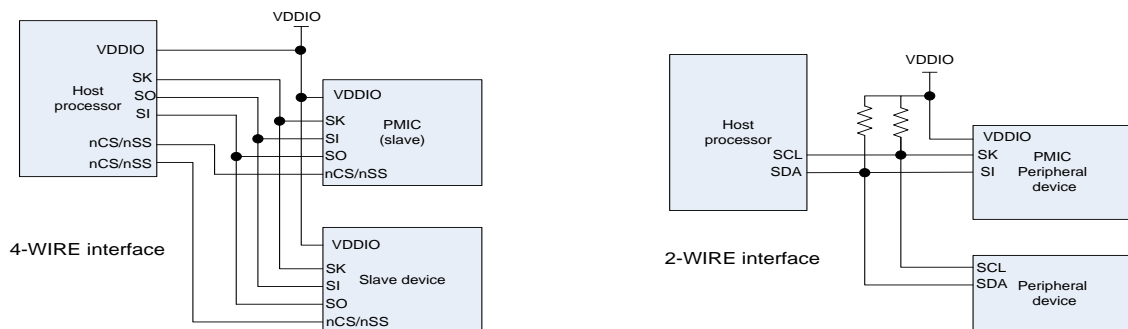 VDDIO
VDDIO
Host
processor
SK
SO
SI
nCS/nSS
nCS/nSS
VDDIO
SK
SI
SO
nCS/nSS
PMIC
(slave)
VDDIO
SK
SI
SO
nCS/nSS
Slave device
4-WIRE interface
VDDIO
Host
processor
SCL
SDA
VDDIO
SK
SI
PMIC
Peripheral
device
SCL
SDA
Peripheral
device
2-WIRE interface